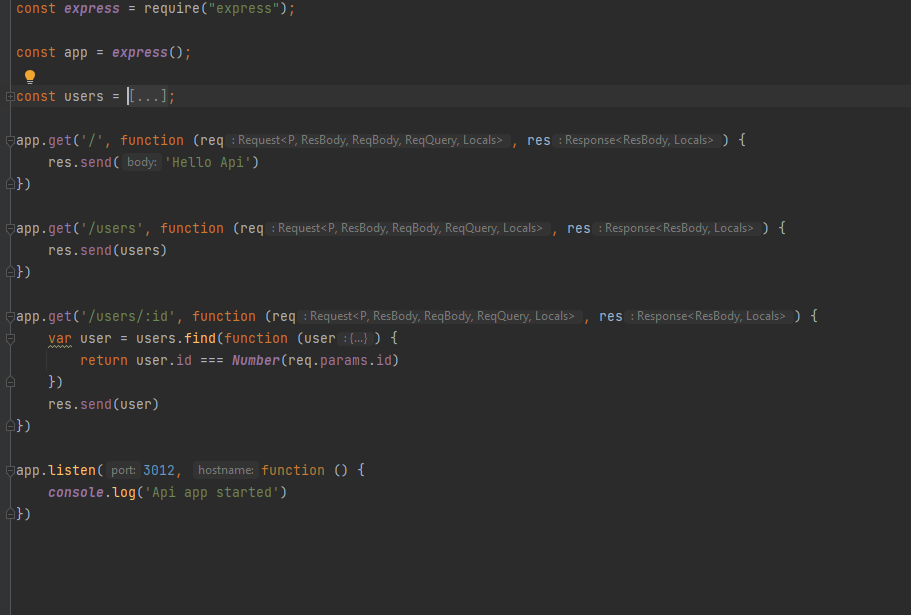 const express = require("express");
const app = express();
const users = [...];
app.get('/', function (req : Request<P, ResBody, ReqBody, ReqQuery, Locals> , res : Response<ResBody, Locals> ) {
res.send( body: 'Hello Api')
})
app.get('/users', function (req : Request<P, ResBody, ReqBody, ReqQuery, Locals> , res : Response<ResBody, Locals> ) {
res.send(users)
})
app.get('/users/:id', function (req : Request<P, ResBody, ReqBody, ReqQuery, Locals> , res : Response<ResBody, Locals> ) {
var user = users.find(function (user : {...} ) {
return user.id === Number(req.params.id)
})
res.send(user)
})
app.listen( port: 3012, hostname: function () {
console.log('Api app started')
})